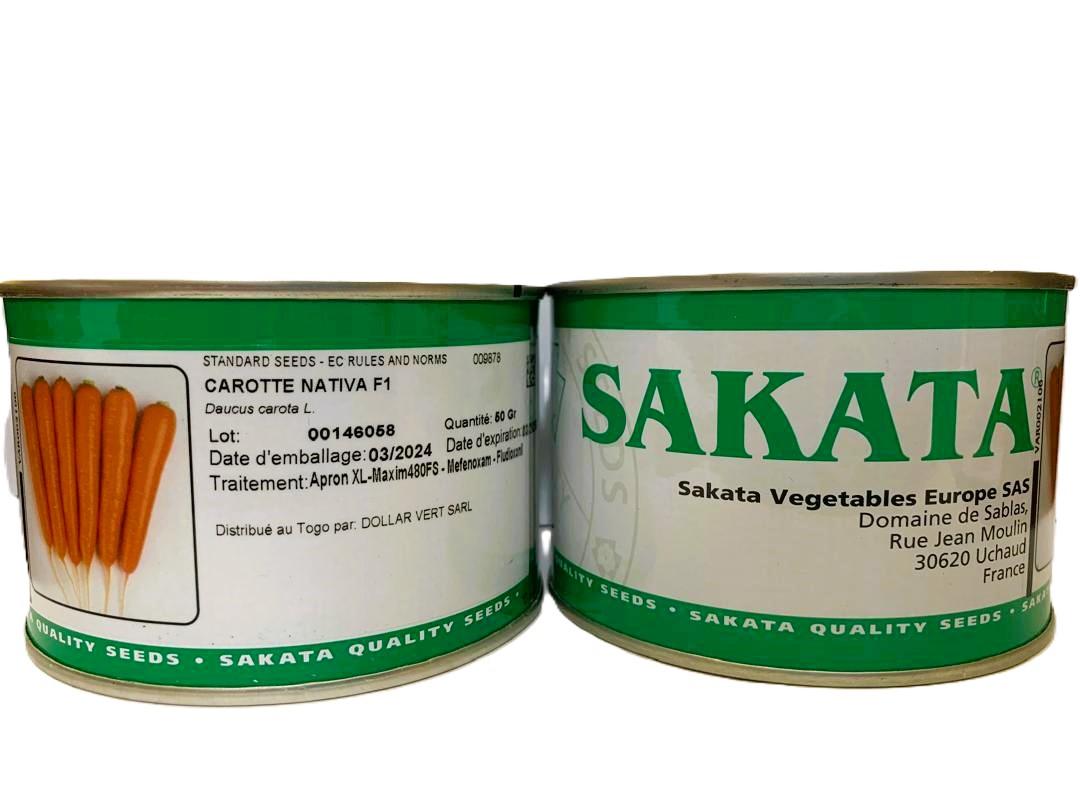 STANDARD SEEDS - EC RULES AND NORMS 009878
CAROTTE NATIVA F1
Daucus carota L.
Quantité: 50 Gr
Lot: 00146058
Date d'emballage: 03/2024 Date d'expiration:
Traitement: Apron XL-Maxim480FS - Mefenoxam - Fludioxonil
Distribué au Togo par: DOLLAR VERT SARL
QUALITY SEEDS • SAKATA QUALITY SEEDS •
SAKATA®
VAR002106
Sakata Vegetables Europe SAS
Domaine de Sablas,
Rue Jean Moulin
30620 Uchaud
France
SEEDS • SAKATA QUALITY SEEDS •